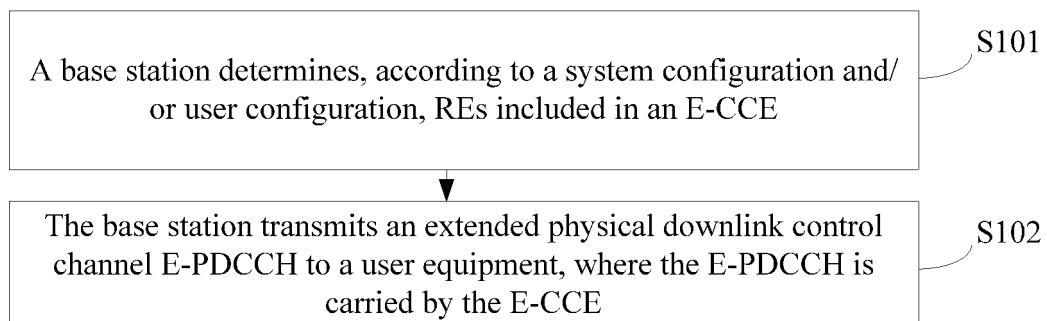 S101
A base station determines, according to a system configuration and/
or user configuration, REs included in an E-CCE
S102
The base station transmits an extended physical downlink control
channel E-PDCCH to a user equipment, where the E-PDCCH is
carried by the E-CCE